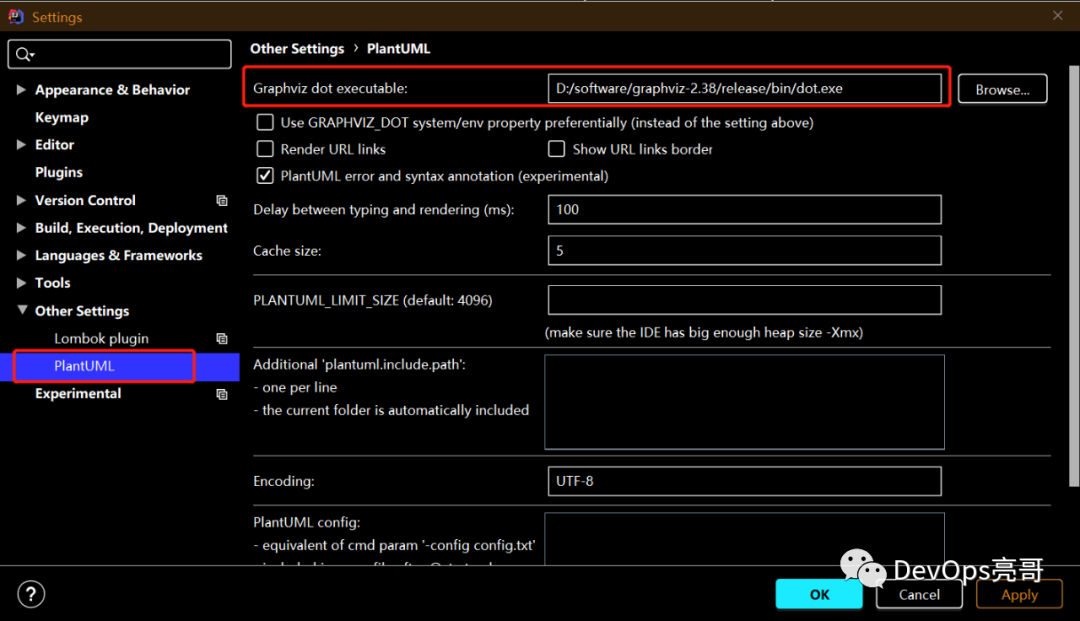 Settings
Other Settings › PlantUML
Appearance & Behavior
Keymap
Editor
Plugins
Version Control
Build, Execution, Deployment
Languages & Frameworks
Tools
Other Settings
Lombok plugin
PlantUML
Experimental
Graphviz dot executable:
D:/software/graphviz-2.38/release/bin/dot.exe
Browse...
Use GRAPHVIZ_DOT system/env property preferentially (instead of the setting above)
Render URL links
Show URL links border
PlantUML error and syntax annotation (experimental)
Delay between typing and rendering (ms):
100
Cache size:
5
PLANTUML_LIMIT_SIZE (default: 4096)
(make sure the IDE has big enough heap size -Xmx)
Additional 'plantuml.include.path':
- one per line
- the current folder is automatically included
Encoding:
UTF-8
PlantUML config:
- equivalent of cmd param '-config config.txt'
DevOps亮哥
?
OK
Cancel
Apply